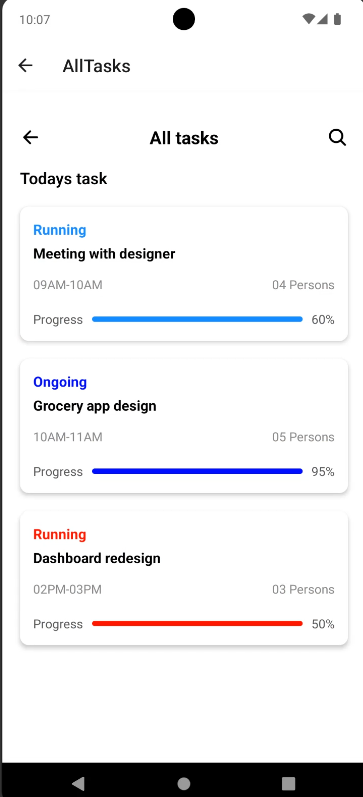 10:07
AllTasks
All tasks
Todays task
Running
Meeting with designer
09AM-10AM 04 Persons
Progress 60%
Ongoing
Grocery app design
10AM-11AM 05 Persons
Progress 95%
Running
Dashboard redesign
02PM-03PM 03 Persons
Progress 50%